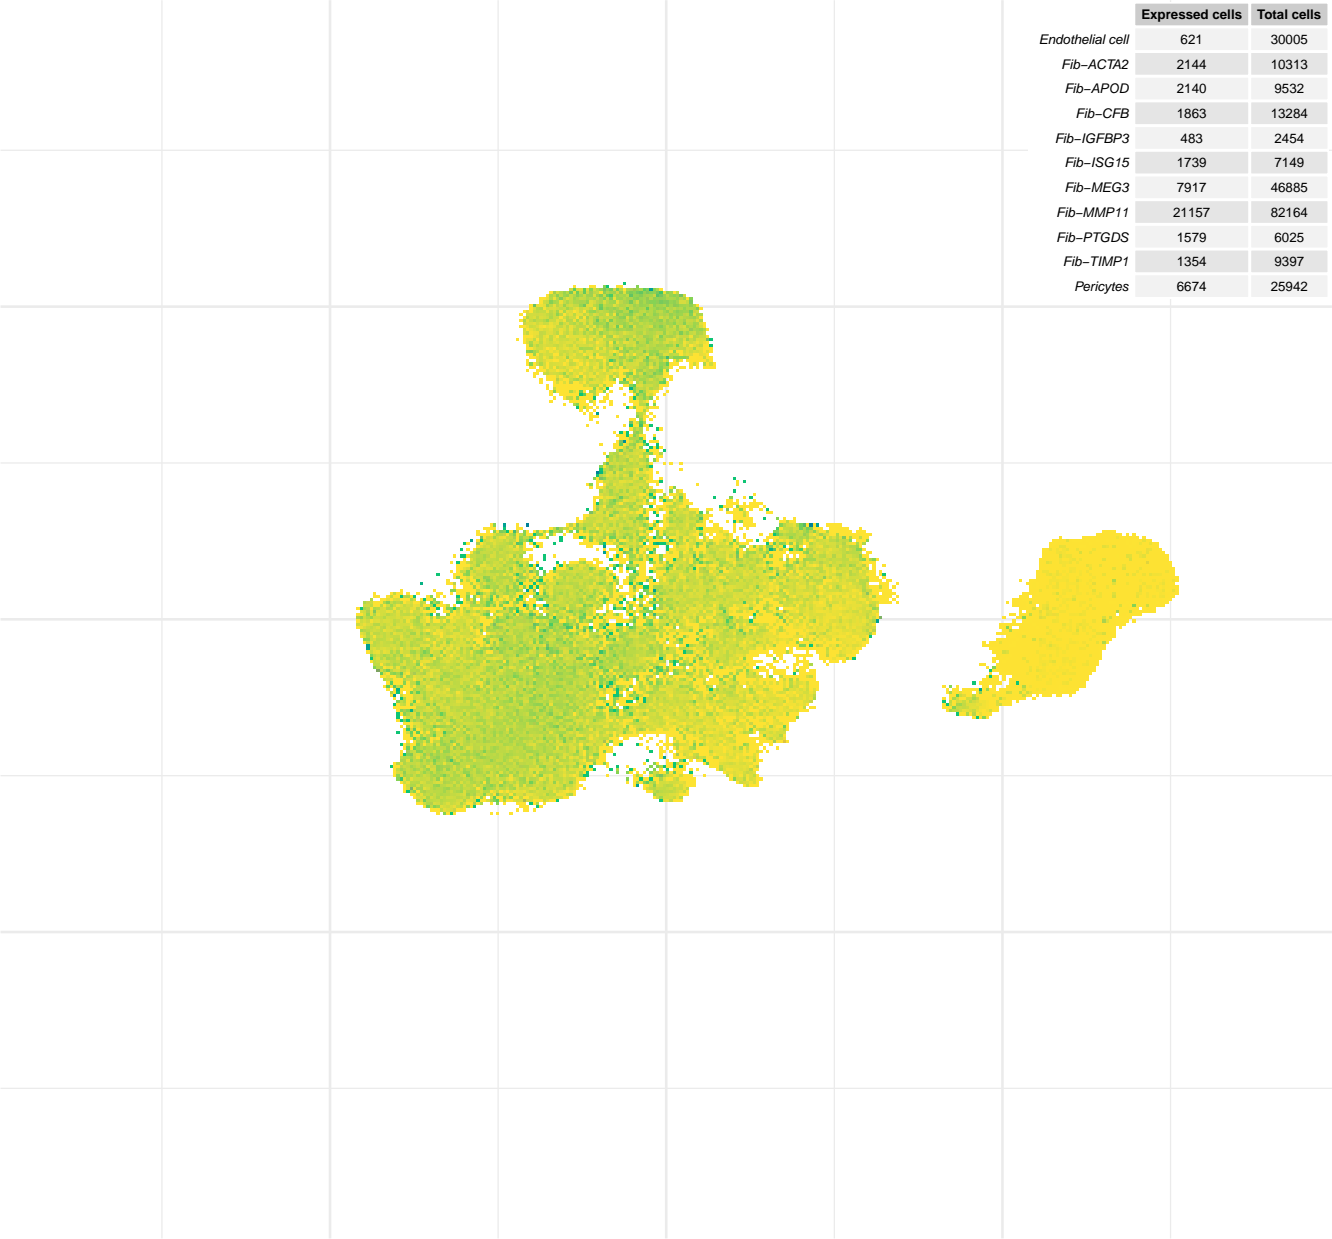 Expressed cells Total cells
Endothelial cell 621 30005
Fib−ACTA2 2144 10313
Fib−APOD 2140 9532
Fib−CFB 1863 13284
Fib−IGFBP3 483 2454
Fib−ISG15 1739 7149
Fib−MEG3 7917 46885
Fib−MMP11 21157 82164
Fib−PTGDS 1579 6025
Fib−TIMP1 1354 9397
Pericytes 6674 25942